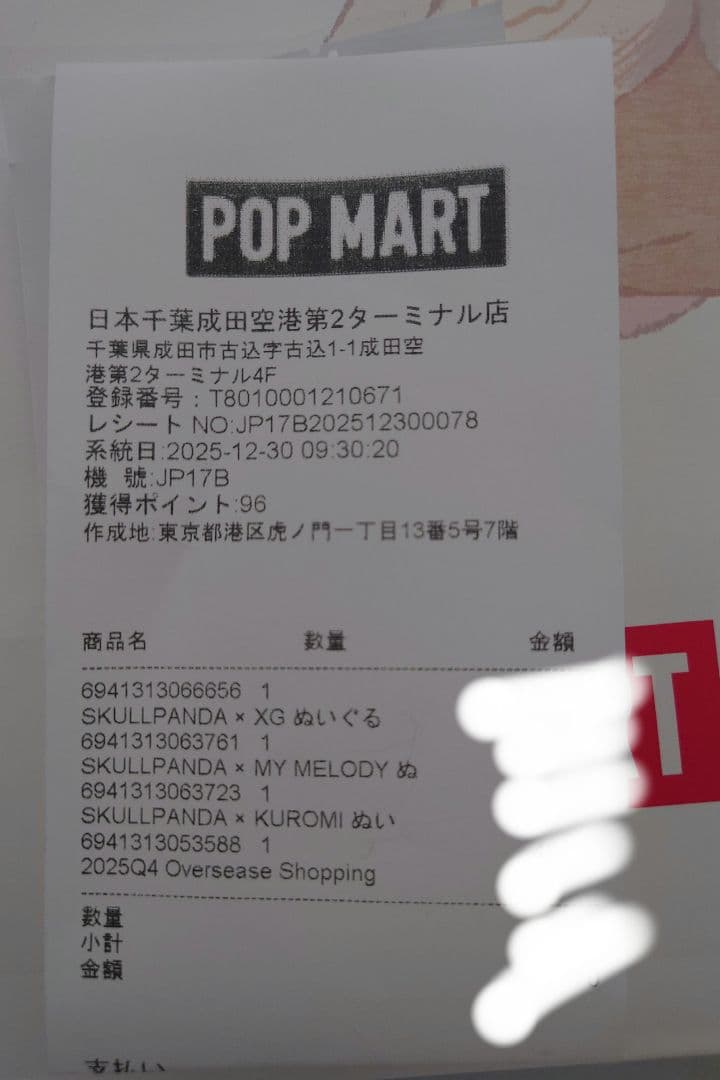 POP MART
日本千葉成田空港第2ターミナル店
千葉県成田市古込字古込1-1成田空
港第2ターミナル4F
登録番号：T8010001210671
レシート NO:JP17B202512300078
系統日:2025-12-30 09:30:20
機 號:JP17B
獲得ポイント:96
作成地:東京都港区虎ノ門一丁目13番5号7階
商品名 数量 金額
6941313066656 1
SKULLPANDA × XG ぬいぐる
6941313063761 1
SKULLPANDA × MY MELODY ぬ
6941313063723 1
SKULLPANDA × KUROMI ぬい
6941313053588 1
2025Q4 Oversease Shopping
数量
小計
金額
支払い
T